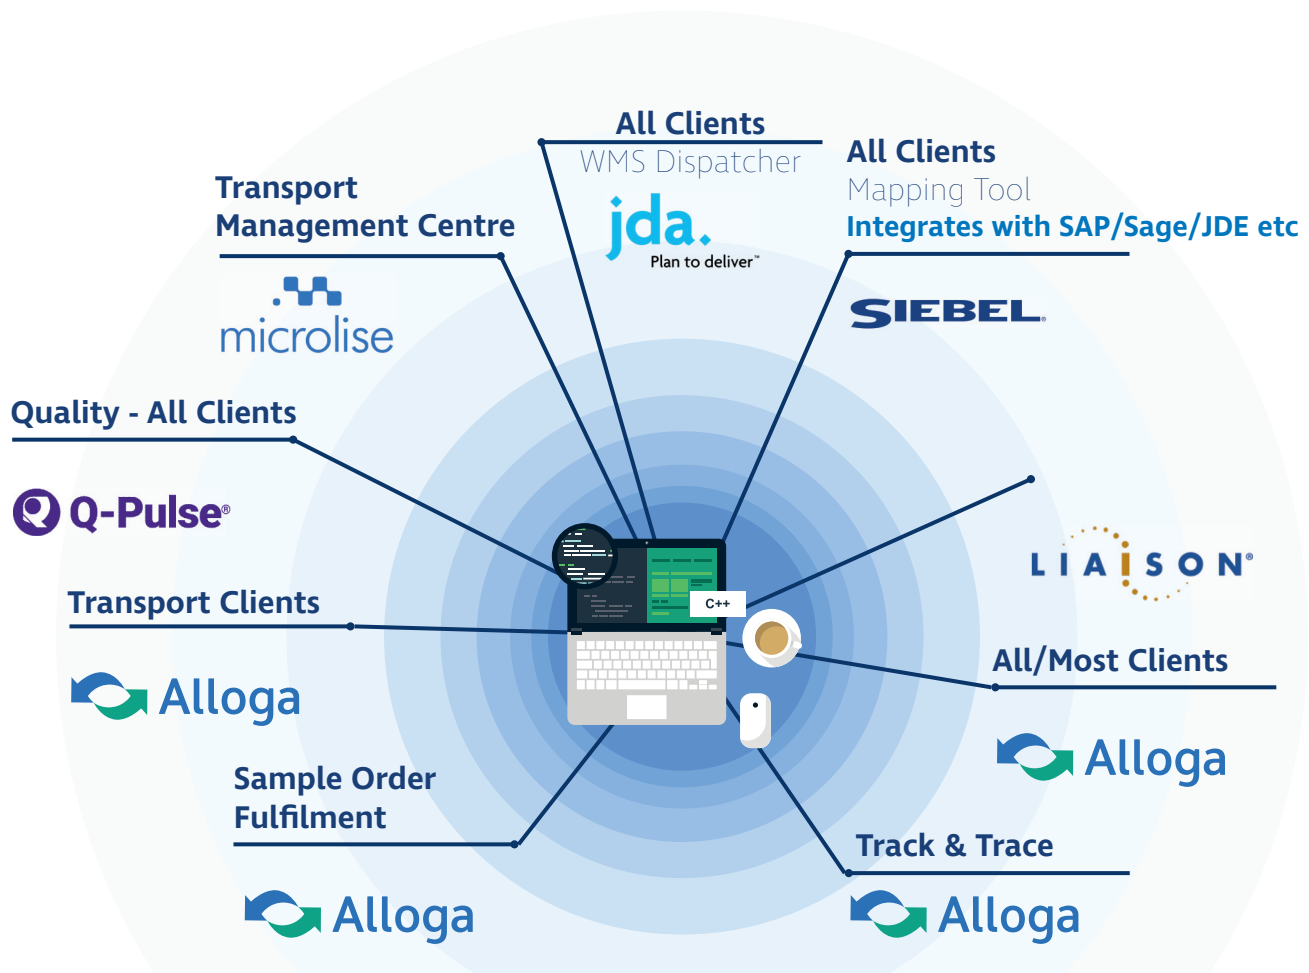 All Clients
WMS Dispatcher
jda.
Plan to deliver™
All Clients
Mapping Tool
Integrates with SAP/Sage/JDE etc
SIEBEL
Transport
Management Centre
microlise
Quality - All Clients
Q-Pulse®
LIAISON®
C++
Transport Clients
Alloga
All/Most Clients
Alloga
Sample Order
Fulfilment
Alloga
Track & Trace
Alloga